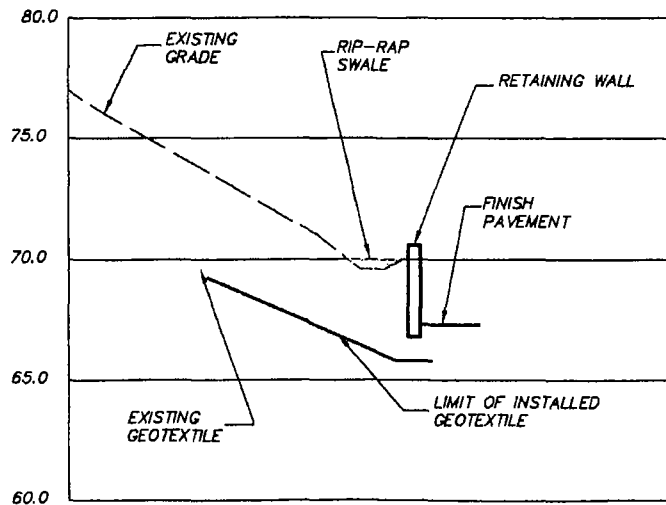 80.0
EXISTING
GRADE
RIP-RAP
SWALE
RETAINING WALL
75.0
FINISH
PAVEMENT
70.0
65.0
EXISTING
GEOTEXTILE
LIMIT OF INSTALLED
GEOTEXTILE
60.0